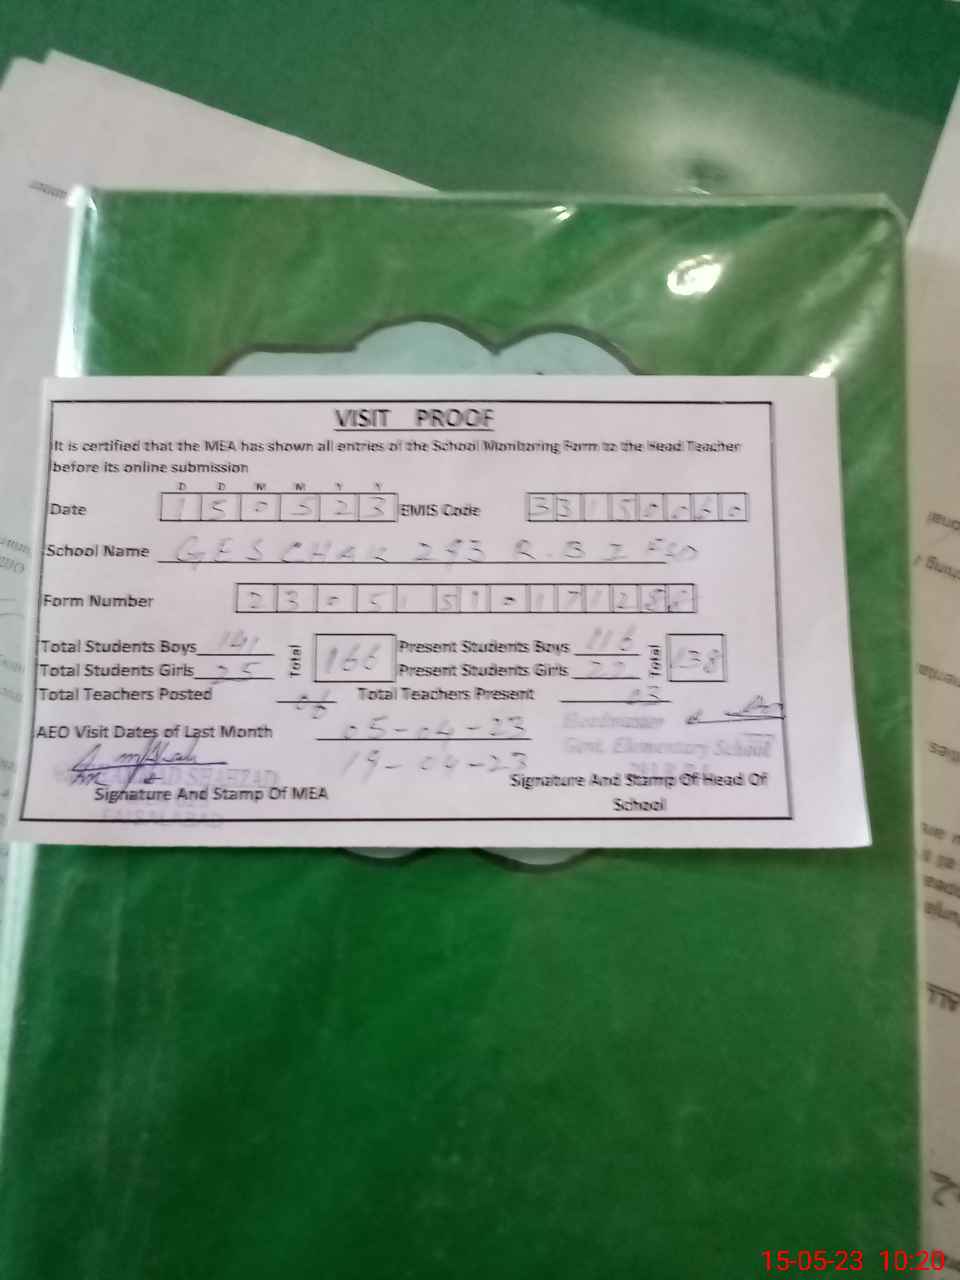 VISIT PROOF
It is certified that the MEA has shown all entries of the School Monitoring Form to the Head Teacher
before its online submission
D D M M Y Y
Date 1 5 0 5 2 3 EMIS Code 3 3 1 5 0 0 6 0
School Name GES CHAK 293 R.B I FSD
Form Number 2 3 0 5 1 5 1 0 1 7 1 2 8 8
Total Students Boys 141 Total 166 Present Students Boys 116 Total 138
Total Students Girls 25 Present Students Girls 22
Total Teachers Posted 06 Total Teachers Present 03
AEO Visit Dates of Last Month 05-04-23
19-04-23
Headmaster
Govt. Elementary School
SHAHZAD
FAISALABAD
Signature And Stamp Of MEA
Signature And Stamp Of Head Of
School
15-05-23 10:20